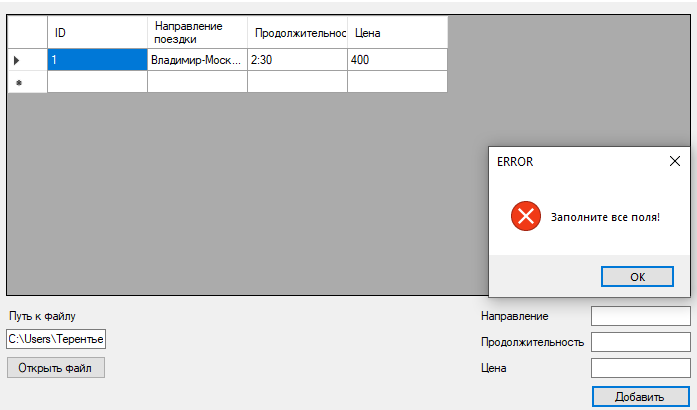 ID
Направление
поездки
Продолжительнос
Цена
1
Владимир-Моск...
2:30
400
ERROR
Заполните все поля!
OK
Путь к файлу
C:\Users\Терентье
Открыть файл
Направление
Продолжительность
Цена
Добавить